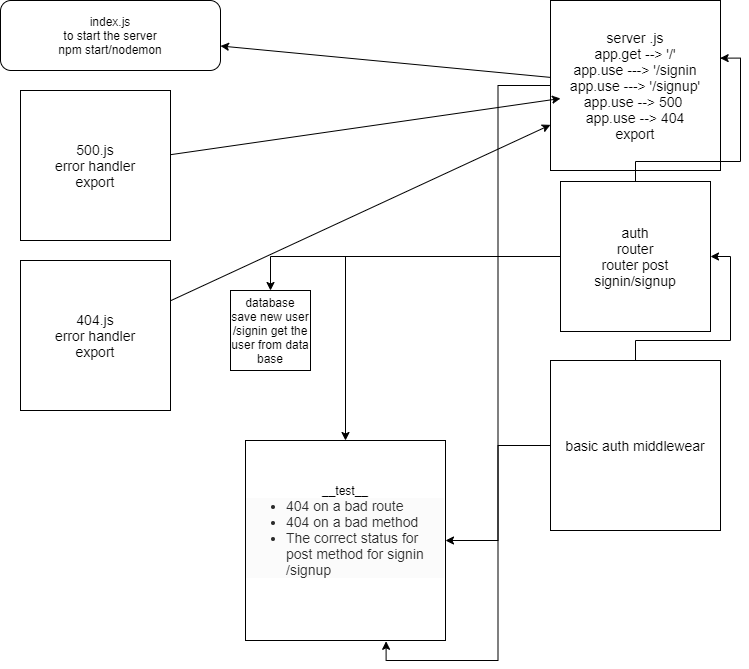 index.js
to start the server
npm start/nodemon
server .js
app.get --> '/'
app.use ---> '/signin
app.use ---> '/signup'
app.use --> 500
app.use --> 404
export
500.js
error handler
export
auth
router
router post
signin/signup
404.js
error handler
export
database
save new user
/signin get the
user from data
base
basic auth middlewear
__test__
• 404 on a bad route
• 404 on a bad method
• The correct status for
post method for signin
/signup